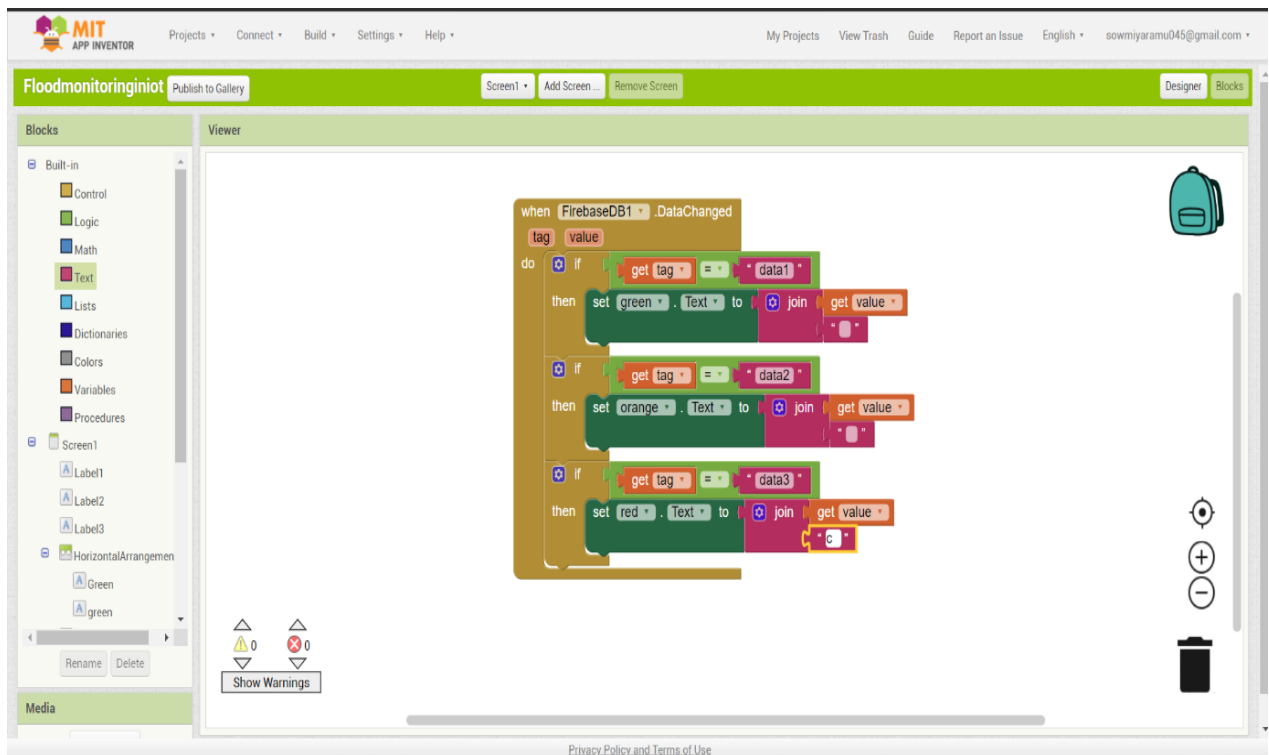 MIT
APP INVENTOR
Projects Connect Build Settings Help My Projects View Trash Guide Report an Issue English sowmiyaramu045@gmail.com
Floodmonitoringiniot Publish to Gallery Screen1 Add Screen ... Remove Screen Designer Blocks
Blocks
Viewer
Built-in
Control
Logic
Math
Text
Lists
Dictionaries
Colors
Variables
Procedures
Screen1
Label1
Label2
Label3
HorizontalArrangemen
Green
green
Rename Delete
Media
when FirebaseDB1 .DataChanged
tag value
do if get tag = " data1 "
then set green . Text to join get value
" "
if get tag = " data2 "
then set orange . Text to join get value
" "
if get tag = " data3 "
then set red . Text to join get value
" c "
0 0
Show Warnings
Privacy Policy and Terms of Use